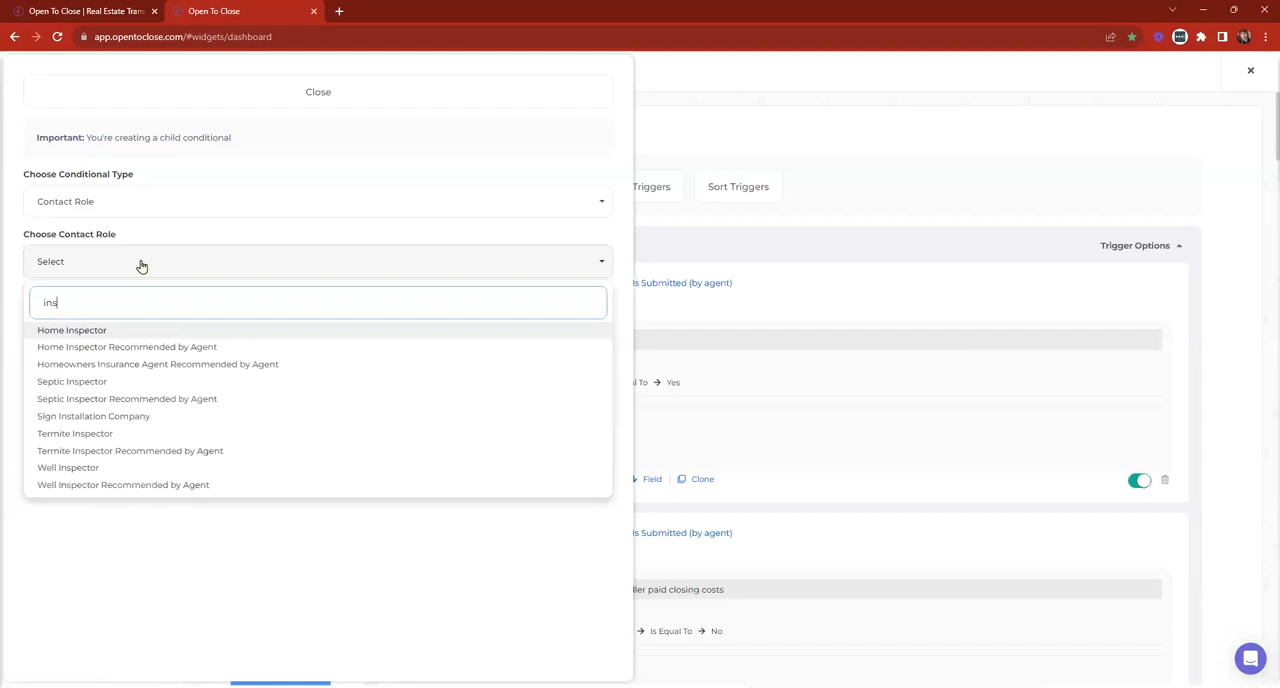 Open To Close | Real Estate Tran
Open To Close
app.opentoclose.com/#widgets/dashboard
Close
Important: You're creating a child conditional
Choose Conditional Type
Contact Role
Choose Contact Role
Select
ins
Home Inspector
Home Inspector Recommended by Agent
Homeowners Insurance Agent Recommended by Agent
Septic Inspector
Septic Inspector Recommended by Agent
Sign Installation Company
Termite Inspector
Termite Inspector Recommended by Agent
Well Inspector
Well Inspector Recommended by Agent
Triggers
Sort Triggers
Trigger Options
Is Submitted (by agent)
al To → Yes
Field
Clone
Is Submitted (by agent)
ller paid closing costs
→ Is Equal To → No